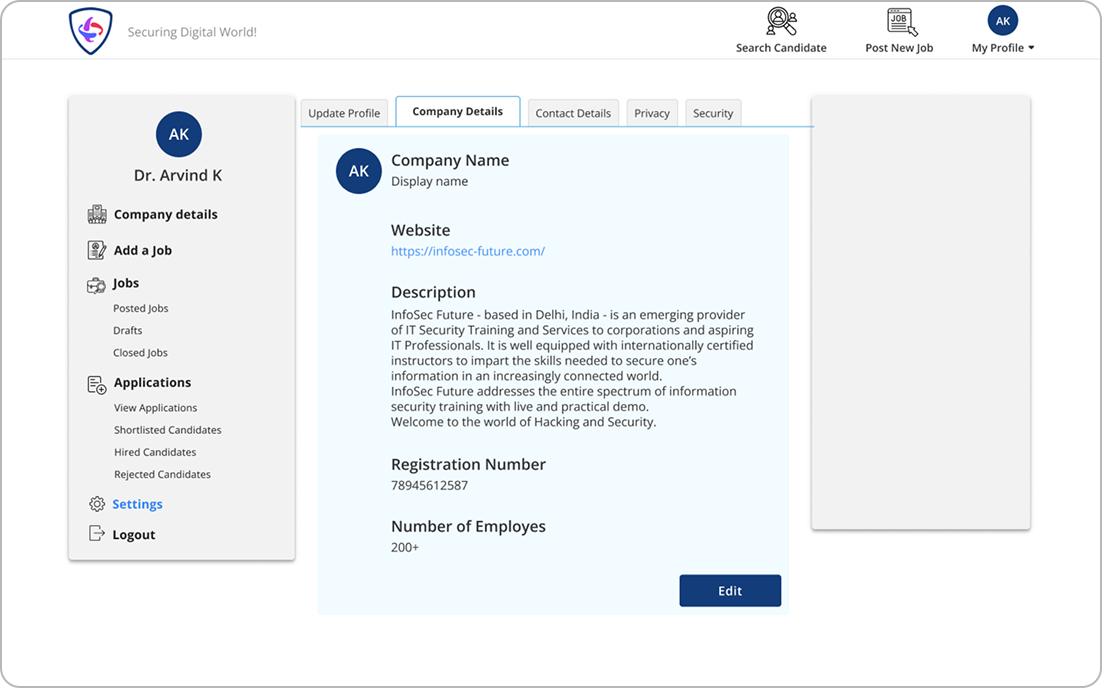 Securing Digital World!
Search Candidate
JOB
Post New Job
AK
My Profile
AK
Dr. Arvind K
Company details
Add a Job
Jobs
Posted Jobs
Drafts
Closed Jobs
Applications
View Applications
Shortlisted Candidates
Hired Candidates
Rejected Candidates
Settings
Logout
Update Profile
Company Details
Contact Details
Privacy
Security
AK
Company Name
Display name
Website
https://infosec-future.com/
Description
InfoSec Future - based in Delhi, India - is an emerging provider
of IT Security Training and Services to corporations and aspiring
IT Professionals. It is well equipped with internationally certified
instructors to impart the skills needed to secure one’s
information in an increasingly connected world.
InfoSec Future addresses the entire spectrum of information
security training with live and practical demo.
Welcome to the world of Hacking and Security.
Registration Number
78945612587
Number of Employes
200+
Edit